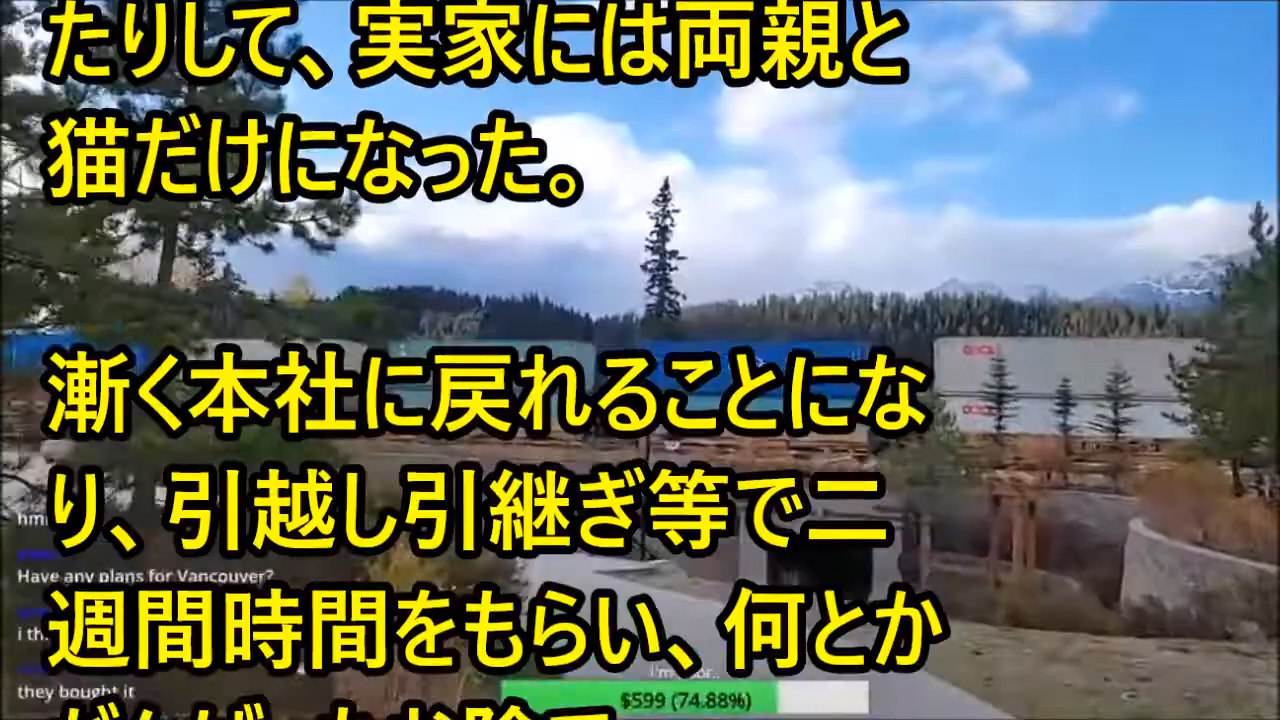 たりして、実家には両親と
猫だけになった。
漸く本社に戻れることにな
り、引越し引継ぎ等で二
週間時間をもらい、何とか
Have any plans for Vancouver?
they bought it
$599 (74.88%)